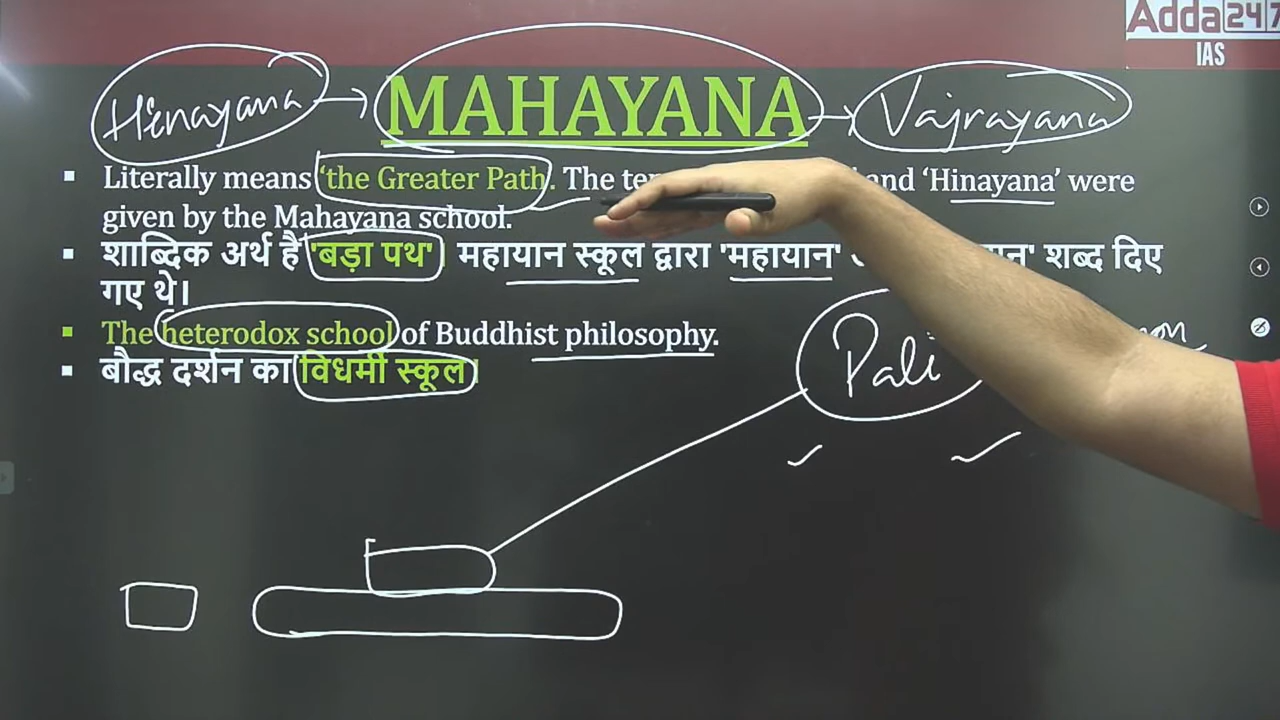 Adda247
IAS
Hinayana → MAHAYANA → Vajrayana
▪ Literally means 'the Greater Path'. The and 'Hinayana' were
given by the Mahayana school.
▪ शाब्दिक अर्थ है 'बड़ा पथ' महायान स्कूल द्वारा 'महायान' शब्द दिए
गए थे।
▪ The heterodox school of Buddhist philosophy.
▪ बौद्ध दर्शन का विधर्मी स्कूल।
Pali